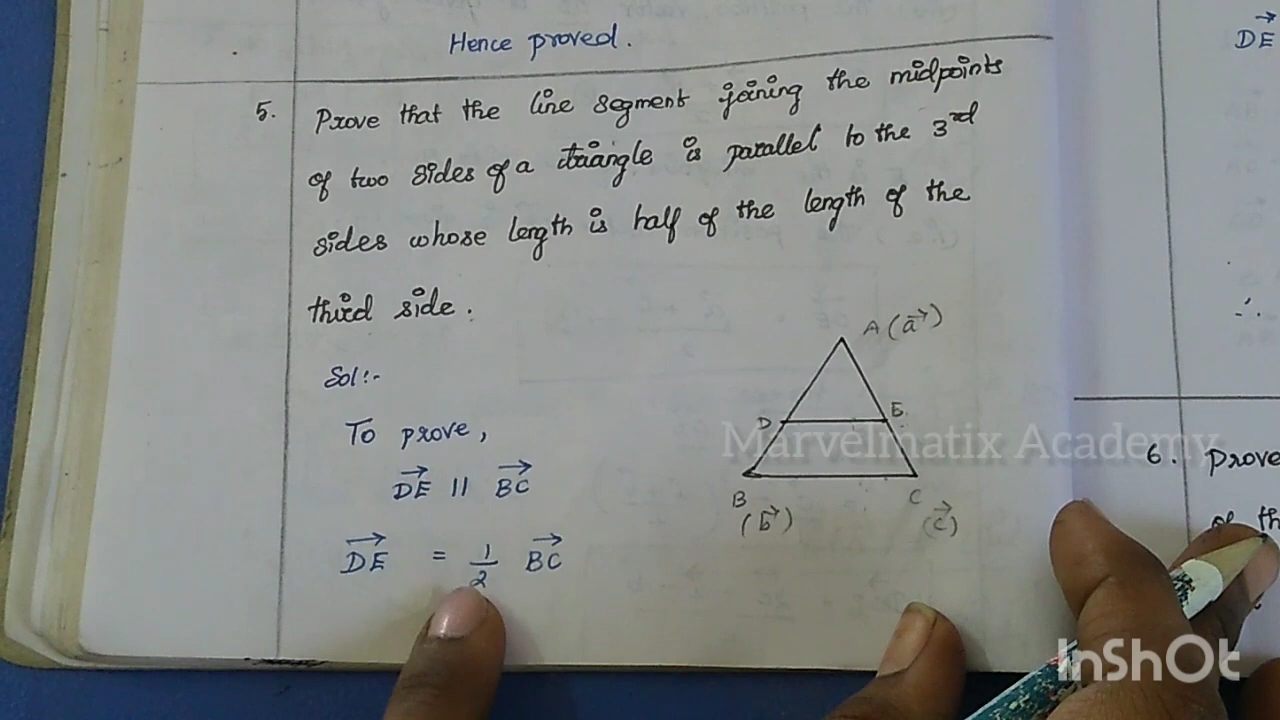 Hence proved.
5. Prove that the line segment joining the midpoints
of two sides of a triangle is parallel to the 3rd
sides whose length is half of the length of the
third side.
Sol:-
To prove,
DE⃗ || BC⃗
DE⃗ = 1/2 BC⃗
A (a⃗)
D E
B C
(b⃗) (c⃗)
Marvelmatix Academy
DE⃗
∴
6. Prove
of th
InShOt